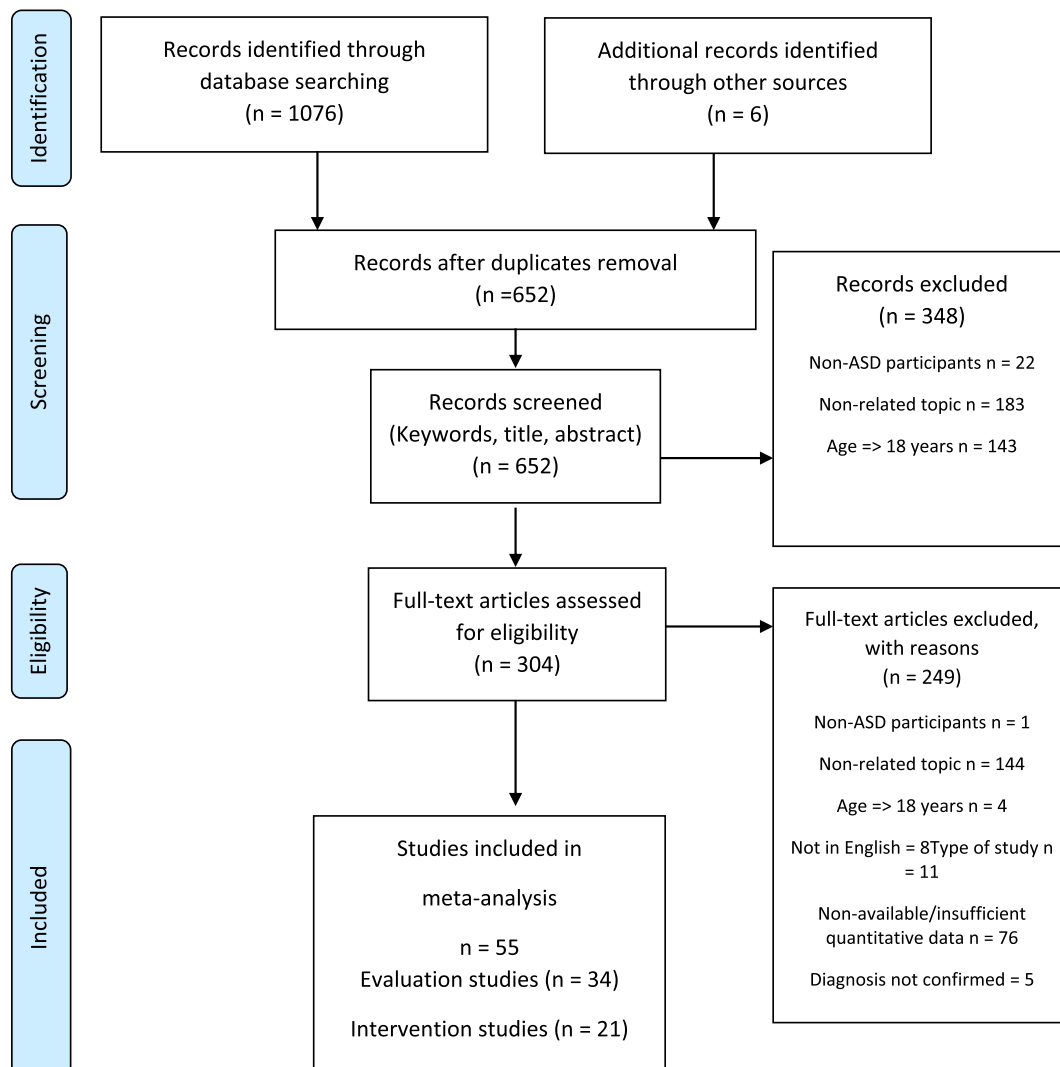 Identification
Records identified through
database searching
(n = 1076)
Additional records identified
through other sources
(n = 6)
Screening
Records after duplicates removal
(n =652)
Records screened
(Keywords, title, abstract)
(n = 652)
Records excluded
(n = 348)
Non-ASD participants n = 22
Non-related topic n = 183
Age => 18 years n = 143
Eligibility
Full-text articles assessed
for eligibility
(n = 304)
Full-text articles excluded,
with reasons
(n = 249)
Non-ASD participants n = 1
Non-related topic n = 144
Age => 18 years n = 4
Not in English = 8Type of study n
= 11
Non-available/insufficient
quantitative data n = 76
Diagnosis not confirmed = 5
Included
Studies included in
meta-analysis
n = 55
Evaluation studies (n = 34)
Intervention studies (n = 21)